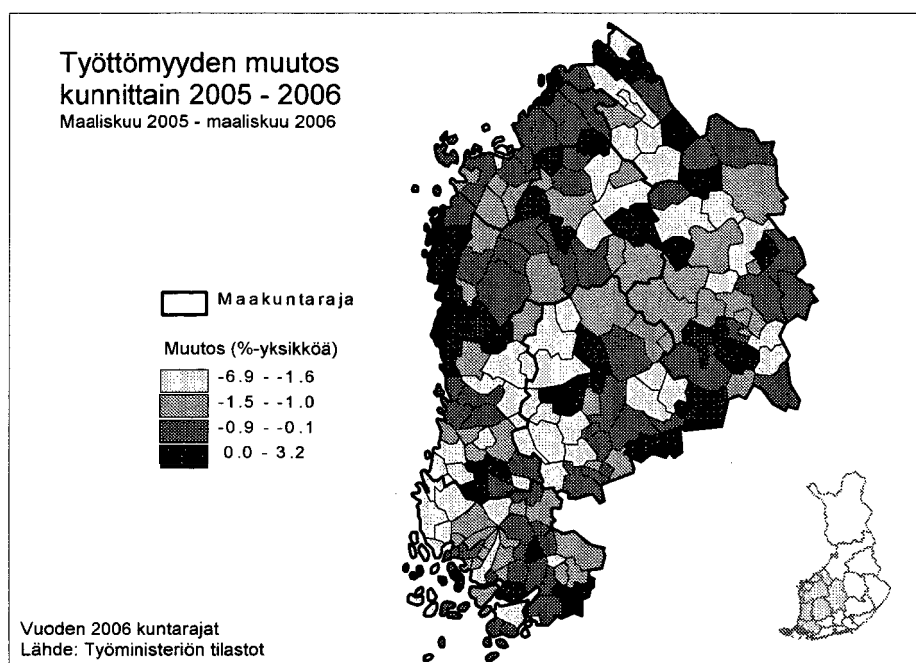 Työttömyyden muutos
kunnittain 2005 - 2006
Maaliskuu 2005 - maaliskuu 2006
Maakuntaraja
Muutos (%-yksikköä)
-6.9 - -1.6
-1.5 - -1.0
-0.9 - -0.1
0.0 - 3.2
Vuoden 2006 kuntarajat
Lähde: Työministeriön tilastot